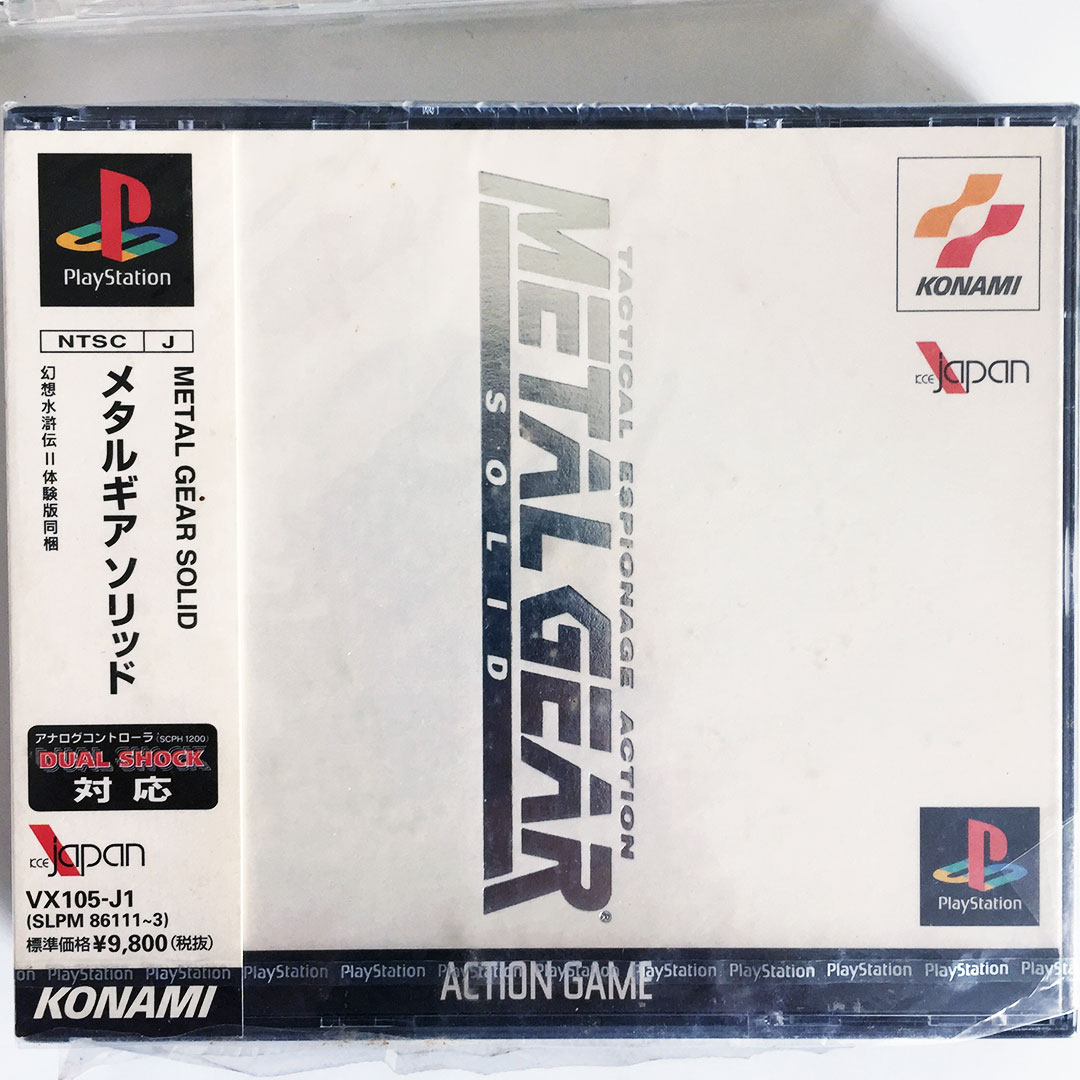 PlayStation
NTSC J
METAL GEAR SOLID
メタルギア ソリッド
幻想水滸伝II体験版同梱
アナログコントローラ(SCPH 1200)
DUAL SHOCK
対応
KCE Japan
VX105-J1
(SLPM 86111~3)
標準価格¥9,800(税抜)
KONAMI
TACTICAL ESPIONAGE ACTION
METAL GEAR
SOLID
®
KONAMI
KCE Japan
PlayStation
on PlayStation PlayStation PlayStation PlayStation PlayStation PlayStation PlayStation PlayStation PlayStation PlaySt
ACTION GAME